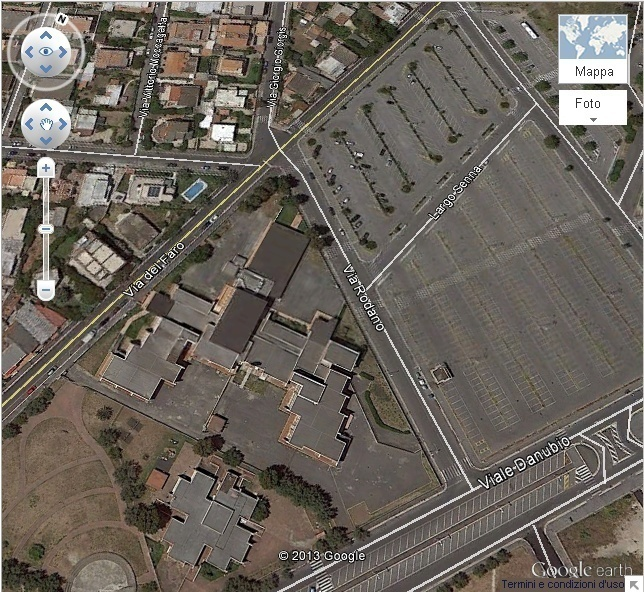 N
Via Vittorio Moccagatta
Via Giorgio Giorgis
Mappa
Foto
Largo Senna
Via del Faro
Via Rodano
Viale Danubio
© 2013 Google
Google earth
Termini e condizioni d'uso